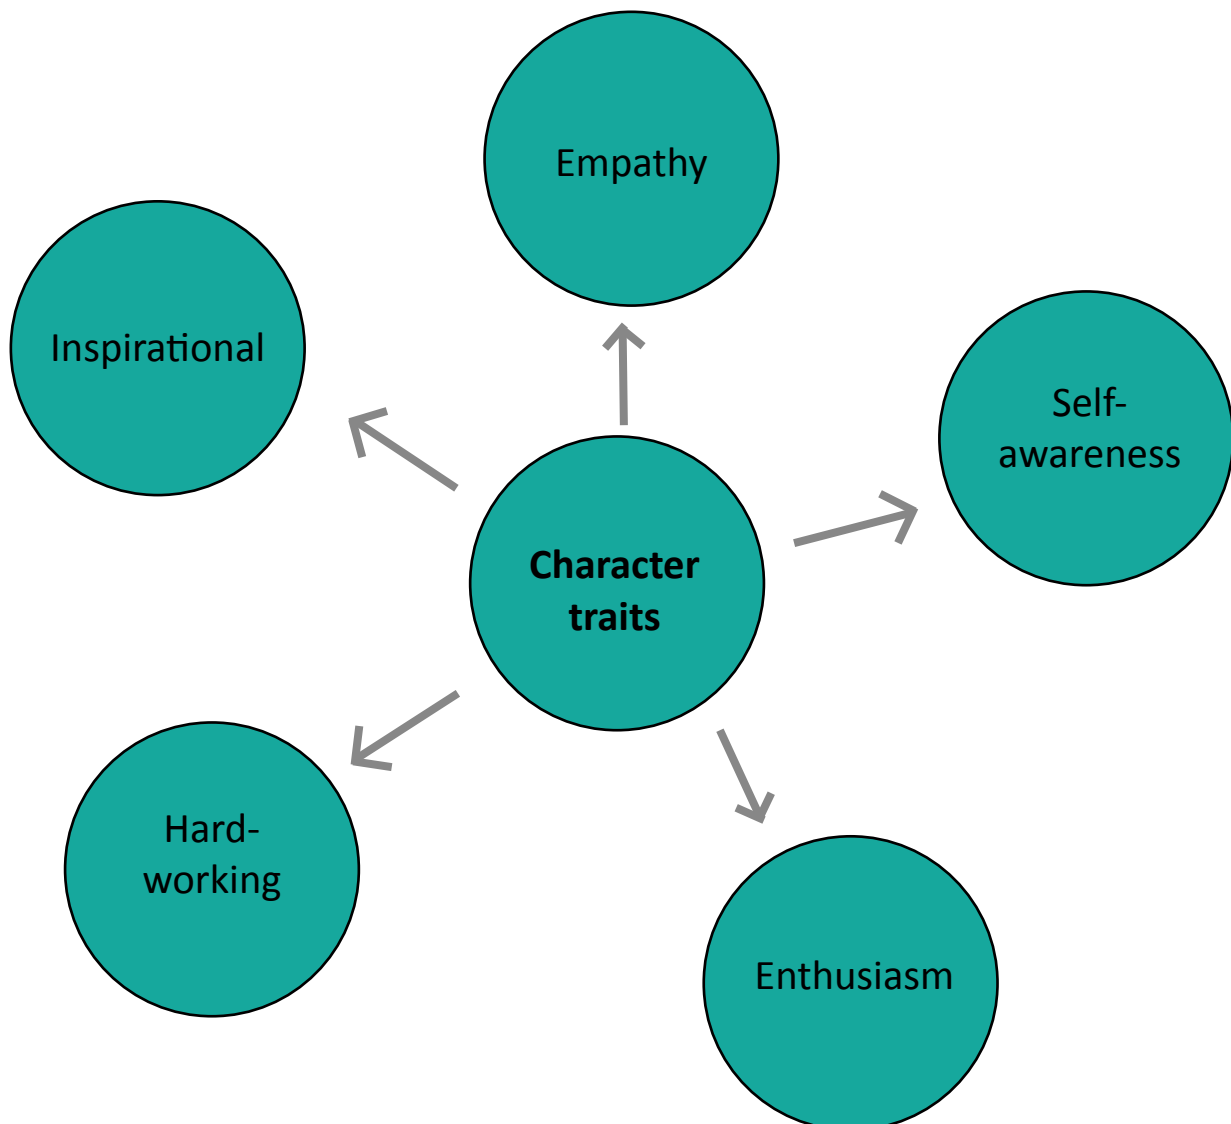 Empathy
Inspirational
Self-
awareness
Character
traits
Hard-
working
Enthusiasm